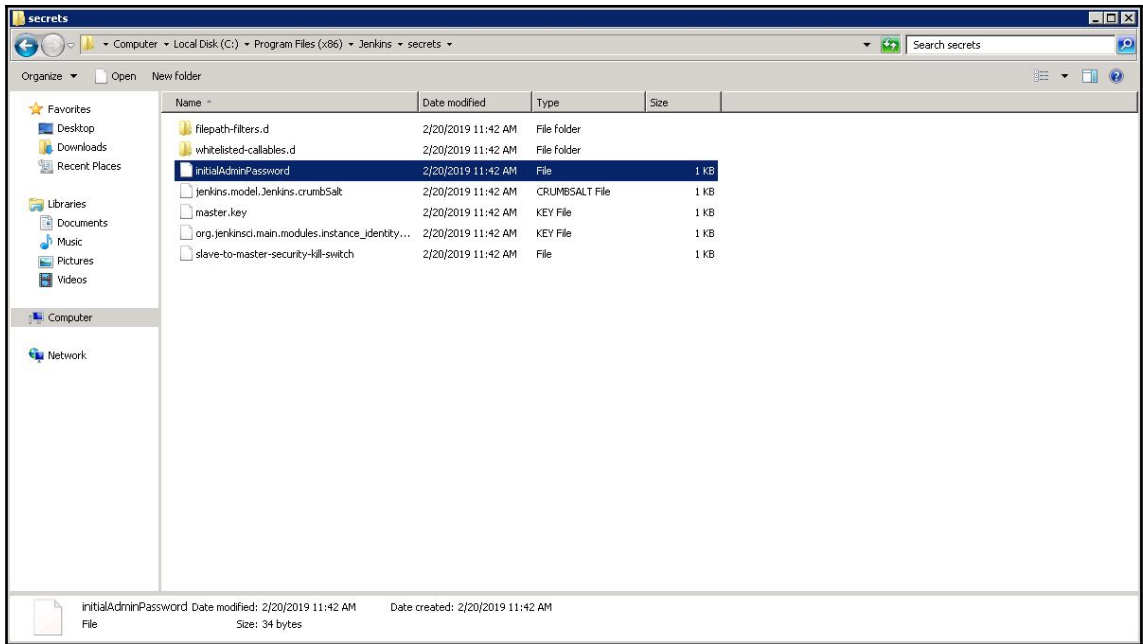 secrets
Computer Local Disk (C:) Program Files (x86) Jenkins secrets
Search secrets
Organize Open New folder
Favorites
Desktop
Downloads
Recent Places
Libraries
Documents
Music
Pictures
Videos
Computer
Network
Name Date modified Type Size
filepath-filters.d 2/20/2019 11:42 AM File folder
whitelisted-callables.d 2/20/2019 11:42 AM File folder
initialAdminPassword 2/20/2019 11:42 AM File 1 KB
jenkins.model.Jenkins.crumbSalt 2/20/2019 11:42 AM CRUMBSALT File 1 KB
master.key 2/20/2019 11:42 AM KEY File 1 KB
org.jenkinsci.main.modules.instance_identity... 2/20/2019 11:42 AM KEY File 1 KB
slave-to-master-security-kill-switch 2/20/2019 11:42 AM File 1 KB
initialAdminPassword Date modified: 2/20/2019 11:42 AM Date created: 2/20/2019 11:42 AM
File Size: 34 bytes